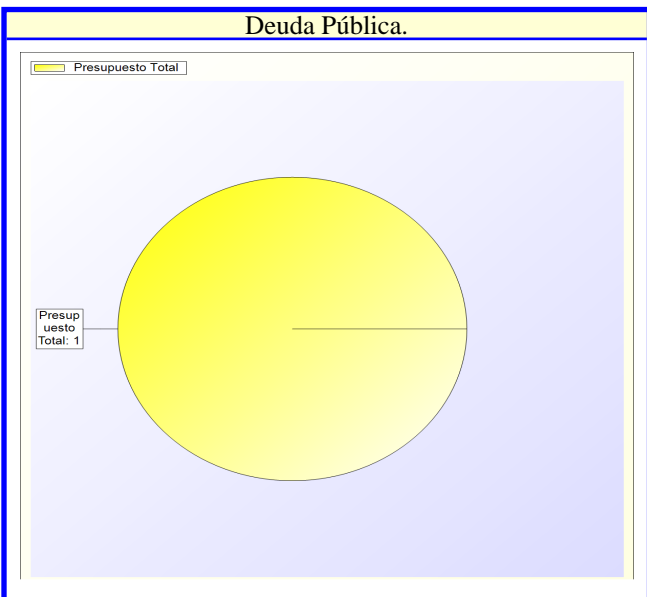 Deuda Pública.
Presupuesto Total
Presup
uesto
Total: 1